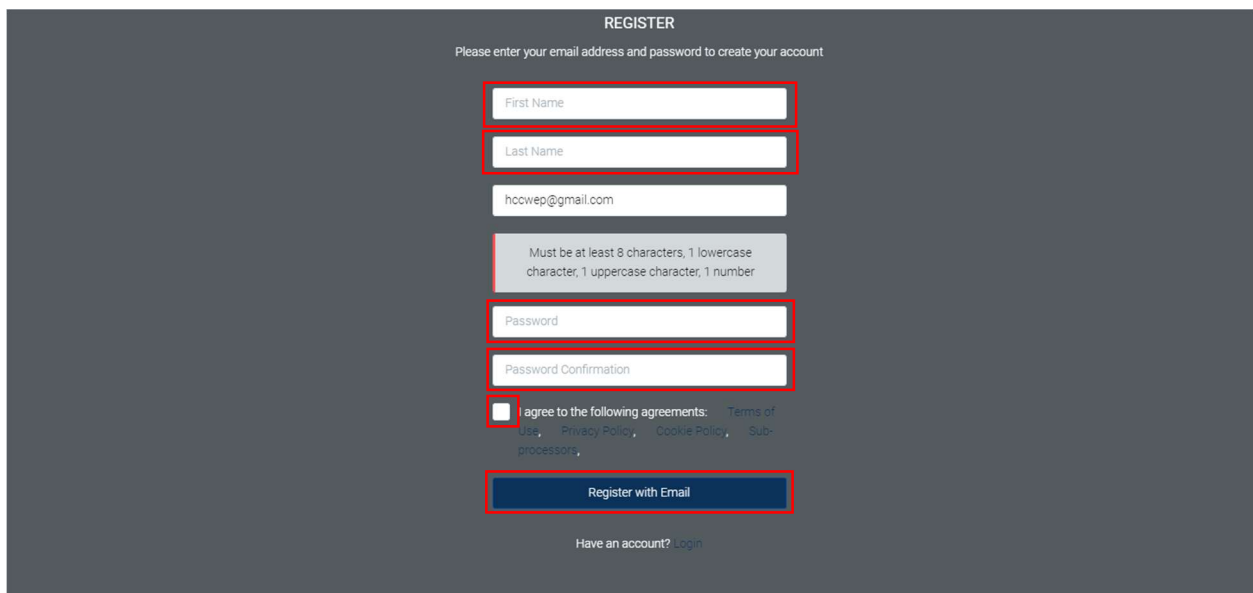 REGISTER
Please enter your email address and password to create your account
First Name
Last Name
hccwep@gmail.com
Must be at least 8 characters, 1 lowercase
character, 1 uppercase character, 1 number
Password
Password Confirmation
I agree to the following agreements: Terms of
Use, Privacy Policy, Cookie Policy, Sub-
processors,
Register with Email
Have an account? Login